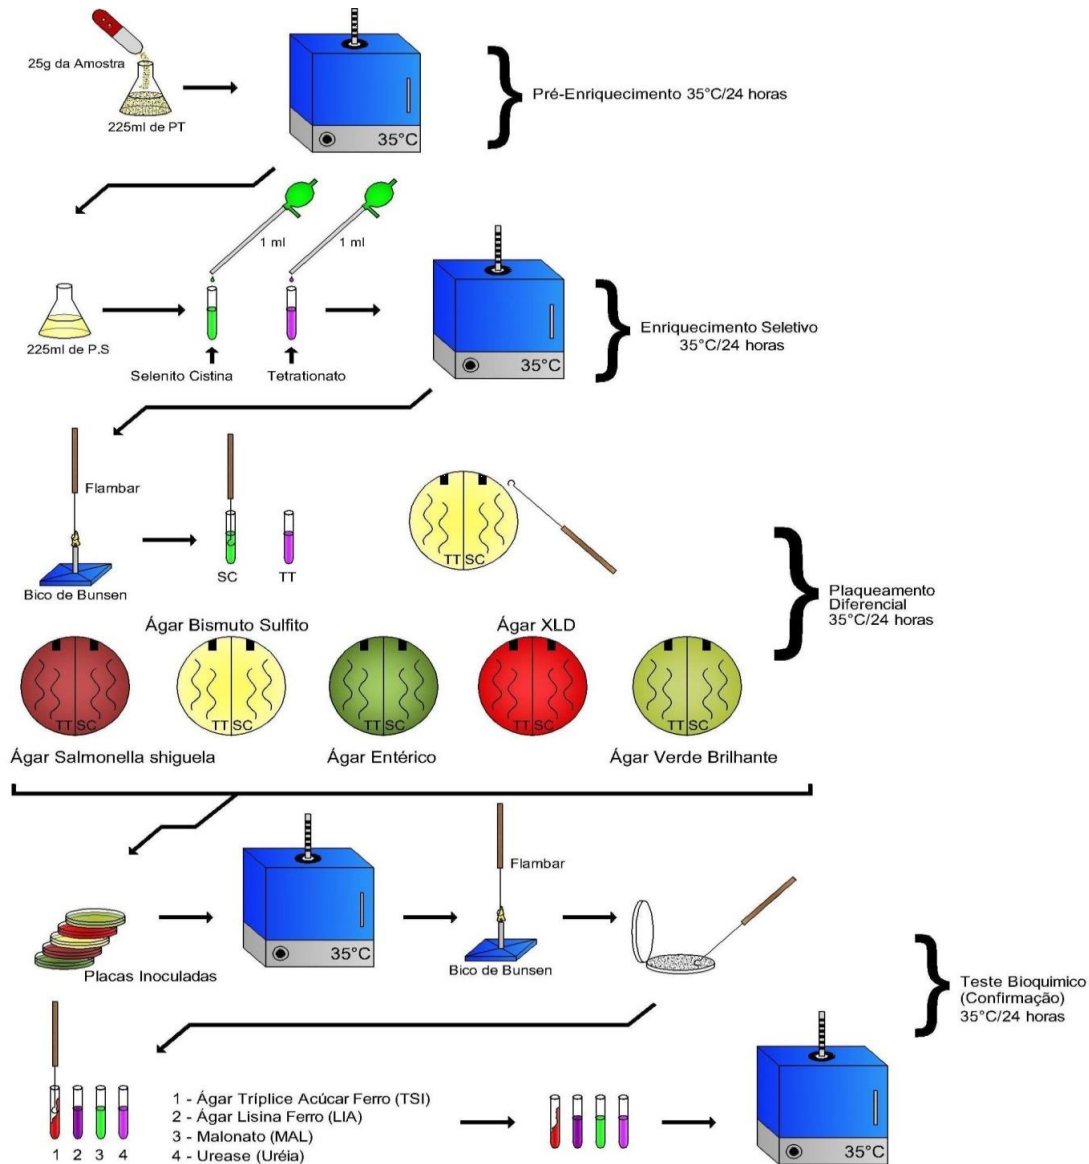 25g da Amostra
225ml de PT
35°C
Pré-Enriquecimento 35°C/24 horas
1 ml
1 ml
225ml de P.S
Selenito Cistina
Tetrationato
35°C
Enriquecimento Seletivo
35°C/24 horas
Flambar
Bico de Bunsen
SC
TT
TT SC
Plaqueamento
Diferencial
35°C/24 horas
Ágar Bismuto Sulfito
Ágar XLD
TT SC
TT SC
TT SC
TT SC
TT SC
Ágar Salmonella shiguela
Ágar Entérico
Ágar Verde Brilhante
Placas Inoculadas
35°C
Flambar
Bico de Bunsen
Teste Bioquimico
(Confirmação)
35°C/24 horas
1 2 3 4
1 - Ágar Tríplice Acúcar Ferro (TSI)
2 - Ágar Lisina Ferro (LIA)
3 - Malonato (MAL)
4 - Urease (Uréia)
35°C